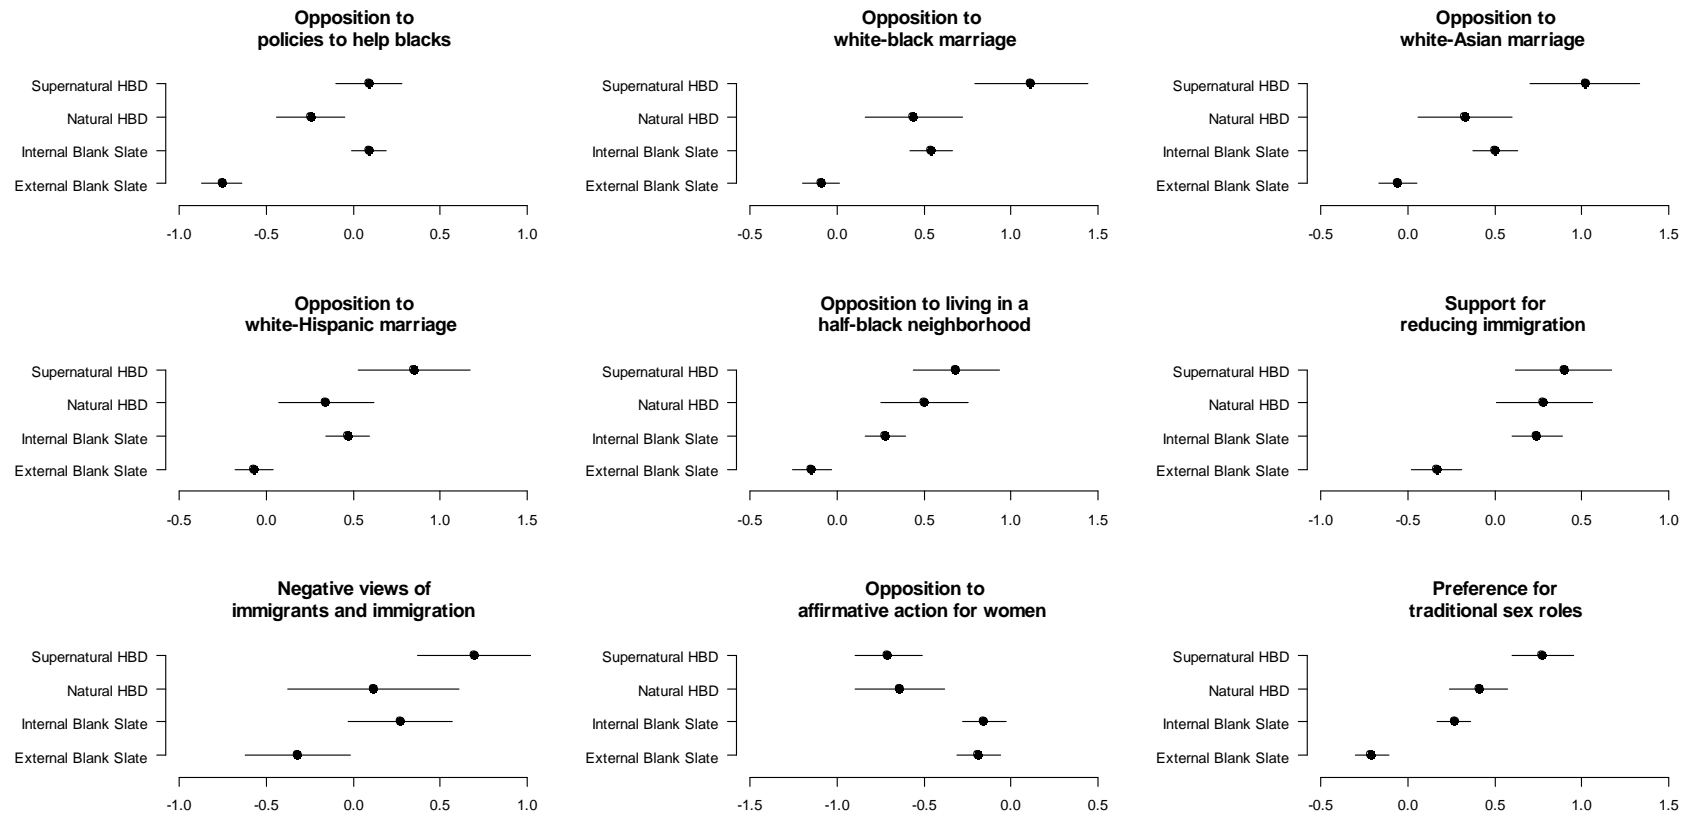 Opposition to
policies to help blacks
Supernatural HBD
Natural HBD
Internal Blank Slate
External Blank Slate
-1.0 -0.5 0.0 0.5 1.0
Opposition to
white-black marriage
Supernatural HBD
Natural HBD
Internal Blank Slate
External Blank Slate
-0.5 0.0 0.5 1.0 1.5
Opposition to
white-Asian marriage
Supernatural HBD
Natural HBD
Internal Blank Slate
External Blank Slate
-0.5 0.0 0.5 1.0 1.5
Opposition to
white-Hispanic marriage
Supernatural HBD
Natural HBD
Internal Blank Slate
External Blank Slate
-0.5 0.0 0.5 1.0 1.5
Opposition to living in a
half-black neighborhood
Supernatural HBD
Natural HBD
Internal Blank Slate
External Blank Slate
-0.5 0.0 0.5 1.0 1.5
Support for
reducing immigration
Supernatural HBD
Natural HBD
Internal Blank Slate
External Blank Slate
-1.0 -0.5 0.0 0.5 1.0
Negative views of
immigrants and immigration
Supernatural HBD
Natural HBD
Internal Blank Slate
External Blank Slate
-1.0 -0.5 0.0 0.5 1.0
Opposition to
affirmative action for women
Supernatural HBD
Natural HBD
Internal Blank Slate
External Blank Slate
-1.5 -1.0 -0.5 0.0 0.5
Preference for
traditional sex roles
Supernatural HBD
Natural HBD
Internal Blank Slate
External Blank Slate
-0.5 0.0 0.5 1.0 1.5